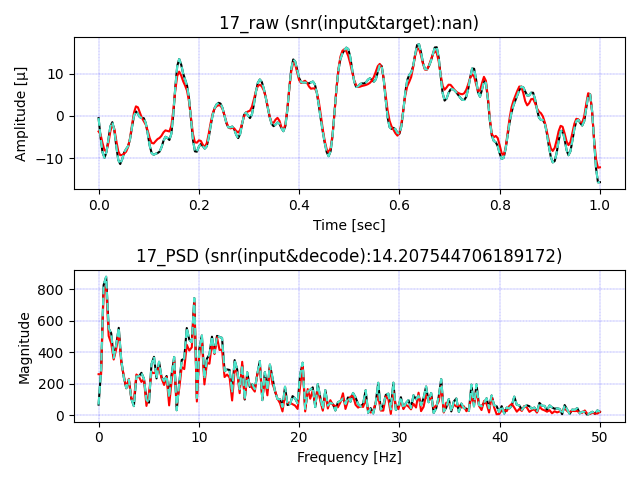 17_raw (snr(input&target):nan)
Amplitude [µ]
10
0
−10
0.0 0.2 0.4 0.6 0.8 1.0
Time [sec]
17_PSD (snr(input&decode):14.207544706189172)
Magnitude
800
600
400
200
0
0 10 20 30 40 50
Frequency [Hz]